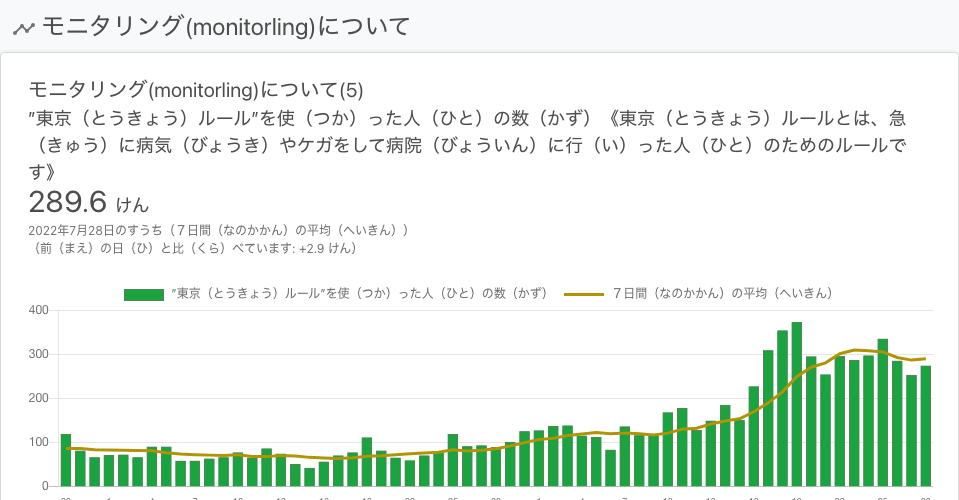 モニタリング(monitorling)について
モニタリング(monitorling)について(5)
”東京（とうきょう）ルール”を使（つか）った人（ひと）の数（かず）《東京（とうきょう）ルールとは、急
（きゅう）に病気（びょうき）やケガをして病院（びょういん）に行（い）った人（ひと）のためのルールで
す》
289.6 けん
2022年7月28日のすうち（７日間（なのかかん）の平均（へいきん））
（前（まえ）の日（ひ）と比（くら）べています: +2.9 けん）
”東京（とうきょう）ルール”を使（つか）った人（ひと）の数（かず） ７日間（なのかかん）の平均（へいきん）
400
300
200
100
0